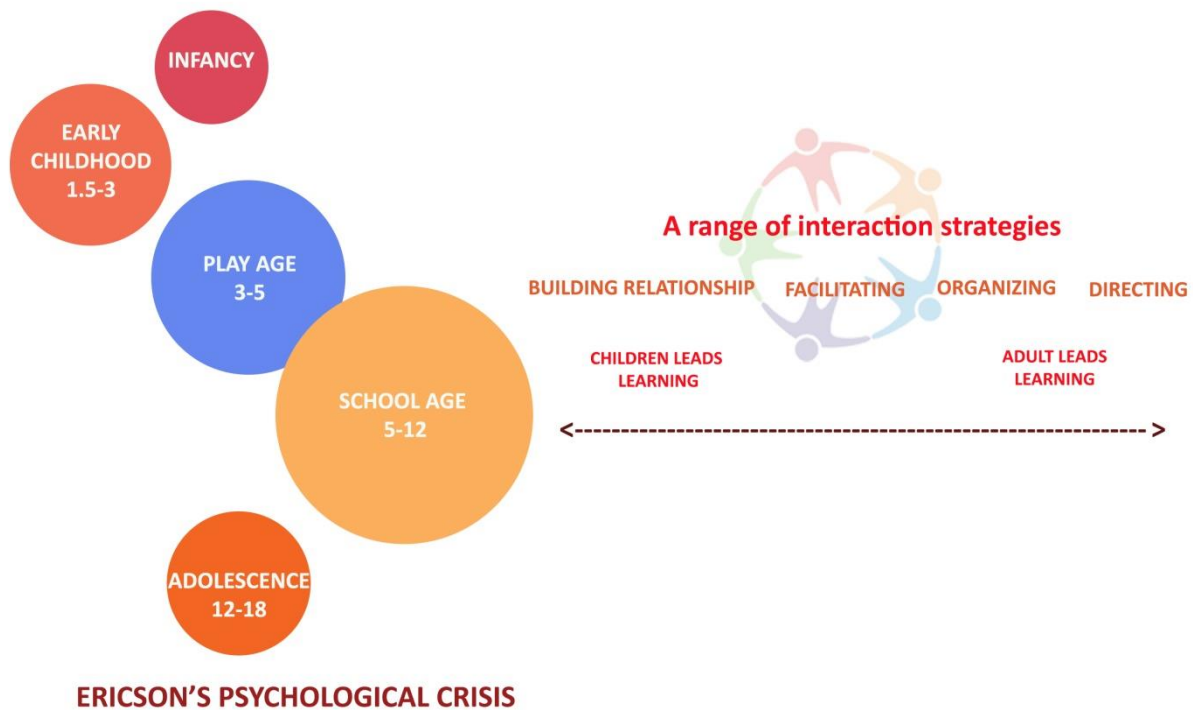 INFANCY
EARLY
CHILDHOOD
1.5-3
PLAY AGE
3-5
SCHOOL AGE
5-12
ADOLESCENCE
12-18
ERICSON'S PSYCHOLOGICAL CRISIS
A range of interaction strategies
BUILDING RELATIONSHIP FACILITATING ORGANIZING DIRECTING
CHILDREN LEADS
LEARNING
ADULT LEADS
LEARNING